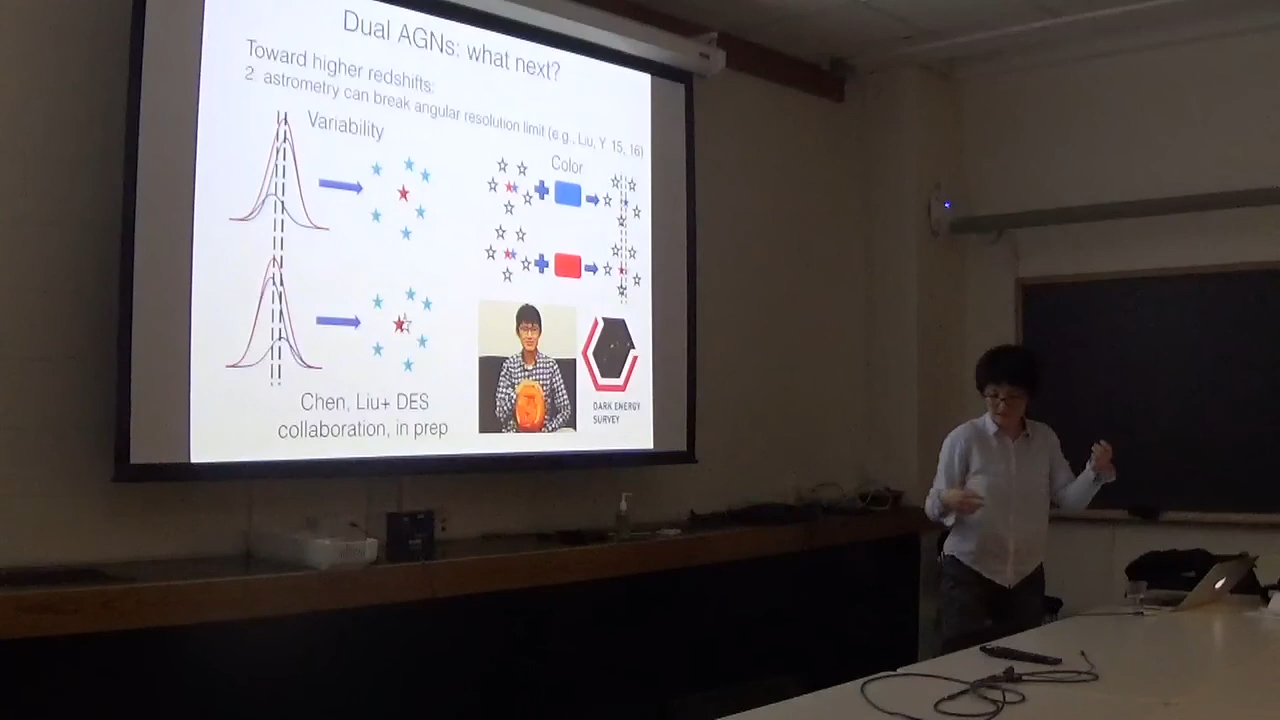 Dual AGNs: what next?
Toward higher redshifts:
2 astrometry can break angular resolution limit (e.g., Liu, Y 15, 16)
Variability
Color
Chen, Liu+ DES
collaboration, in prep
DARK ENERGY
SURVEY